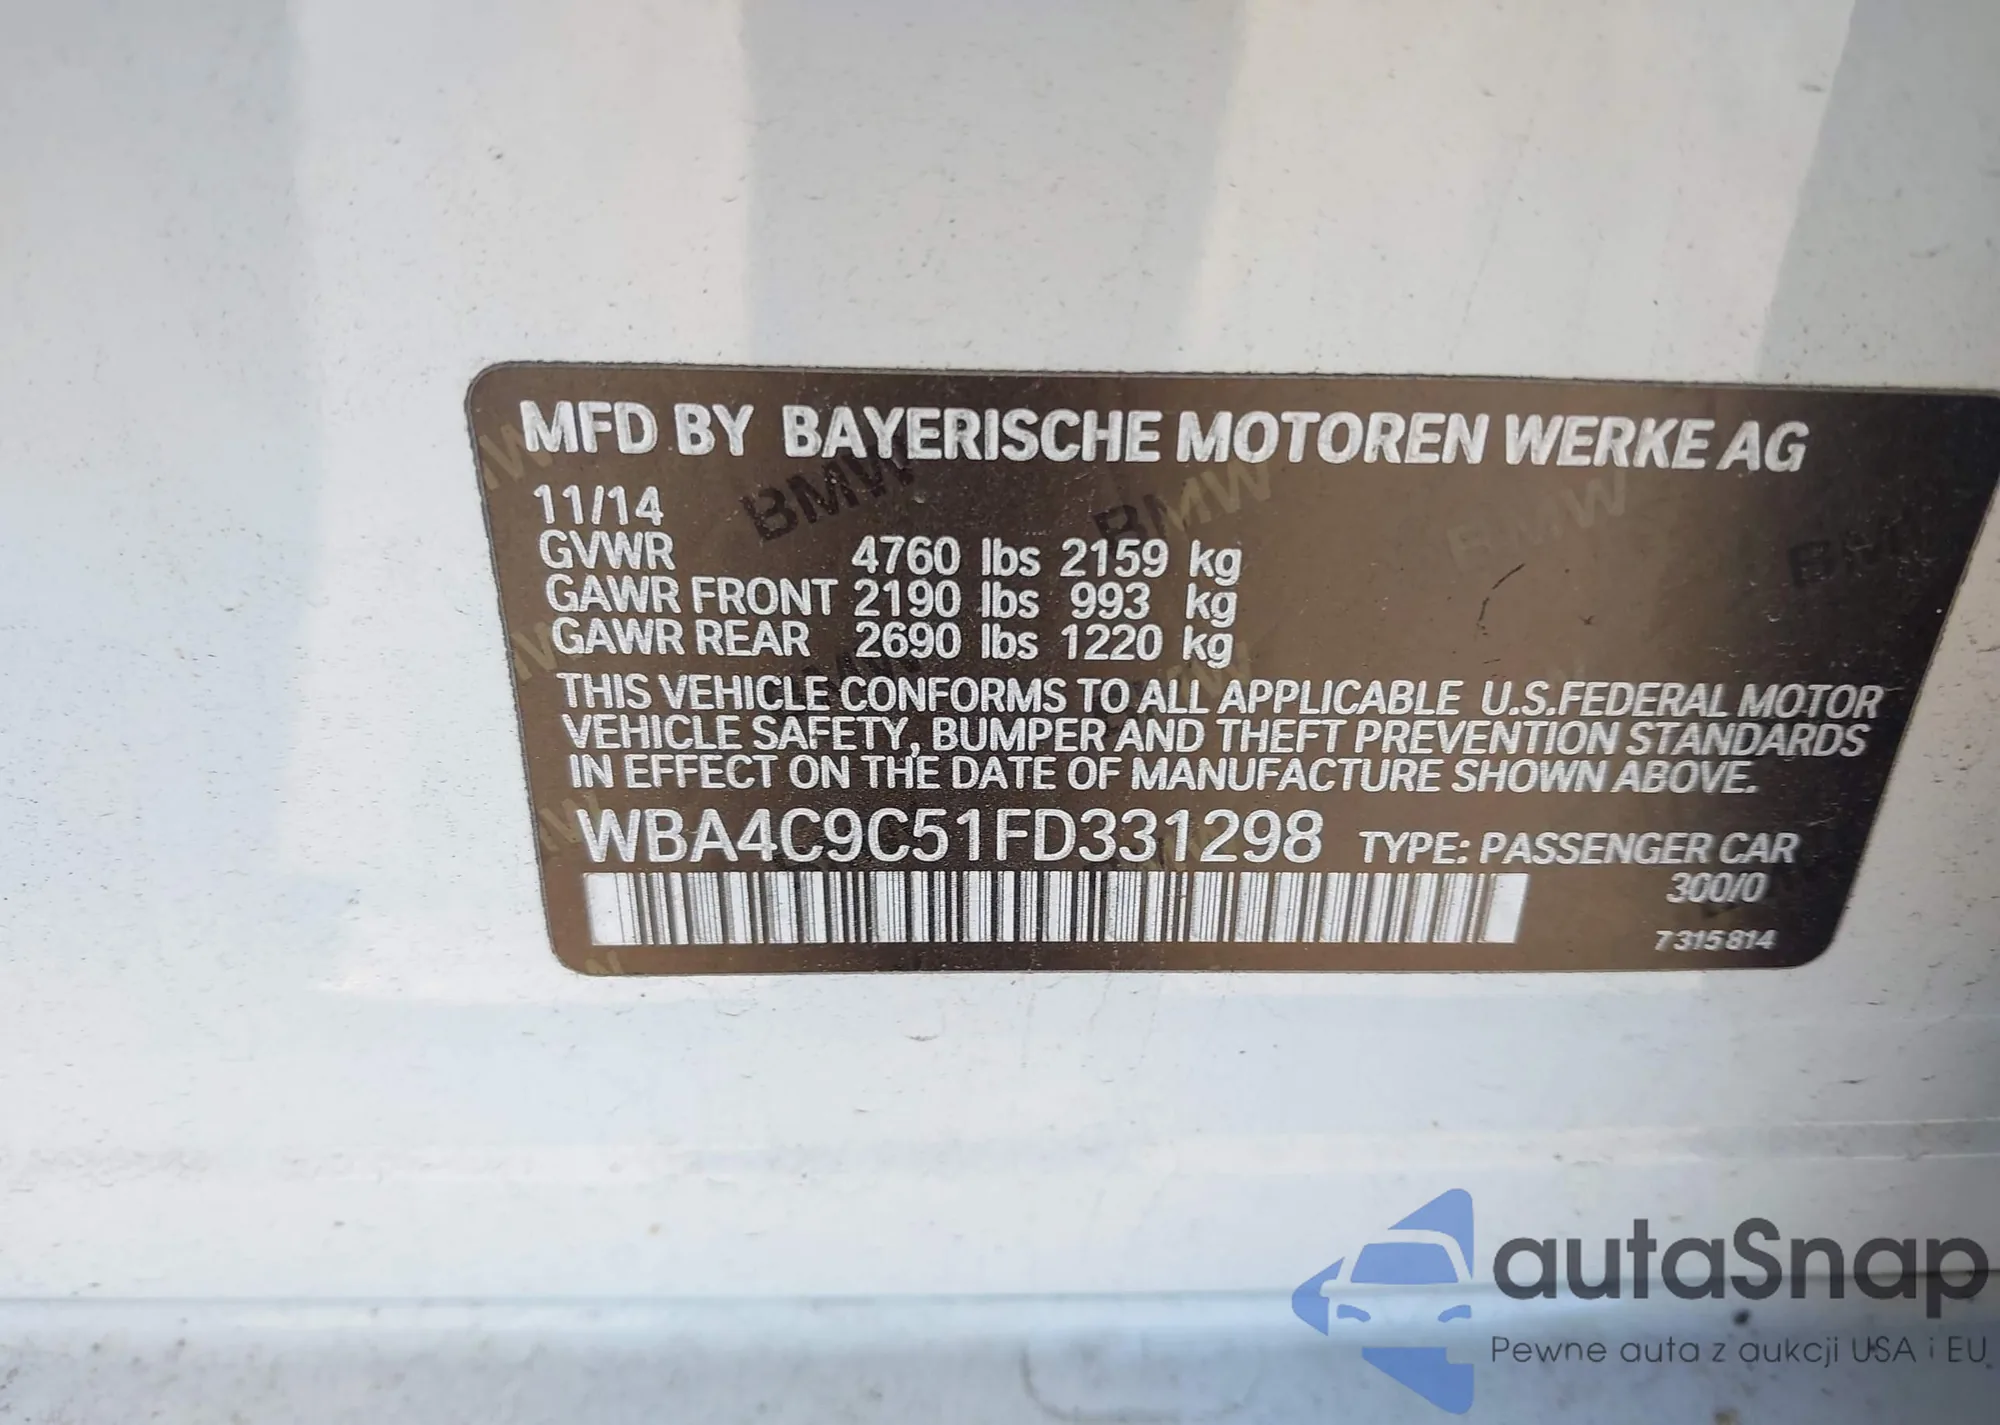 MFD BY BAYERISCHE MOTOREN WERKE AG
11/14
GVWR 4760 lbs 2159 kg
GAWR FRONT 2190 lbs 993 kg
GAWR REAR 2690 lbs 1220 kg
THIS VEHICLE CONFORMS TO ALL APPLICABLE U.S.FEDERAL MOTOR
VEHICLE SAFETY, BUMPER AND THEFT PREVENTION STANDARDS
IN EFFECT ON THE DATE OF MANUFACTURE SHOWN ABOVE.
WBA4C9C51FD331298 TYPE: PASSENGER CAR
300/0
7 315 814
autaSnap
Pewne auta z aukcji USA i EU